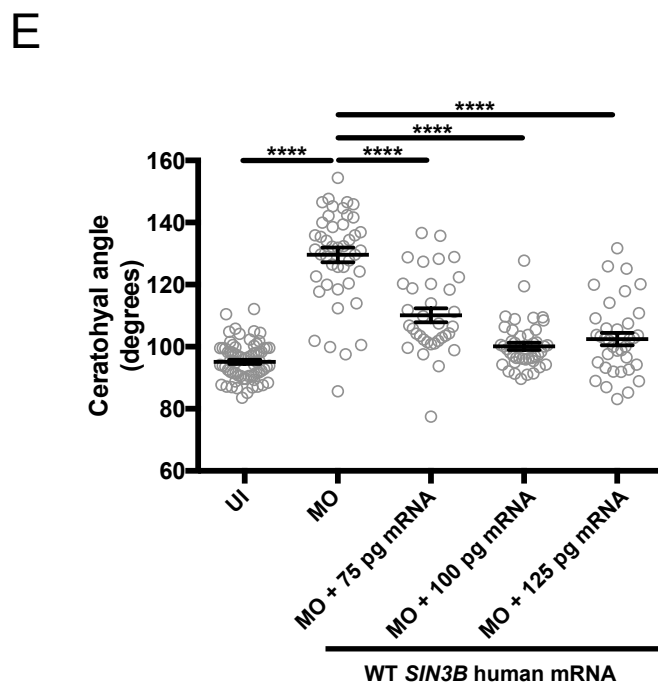 E
****
****
**** ****
160
140
120
100
80
60
Ceratohyal angle
(degrees)
UI
MO
MO + 75 pg mRNA
MO + 100 pg mRNA
MO + 125 pg mRNA
WT SIN3B human mRNA